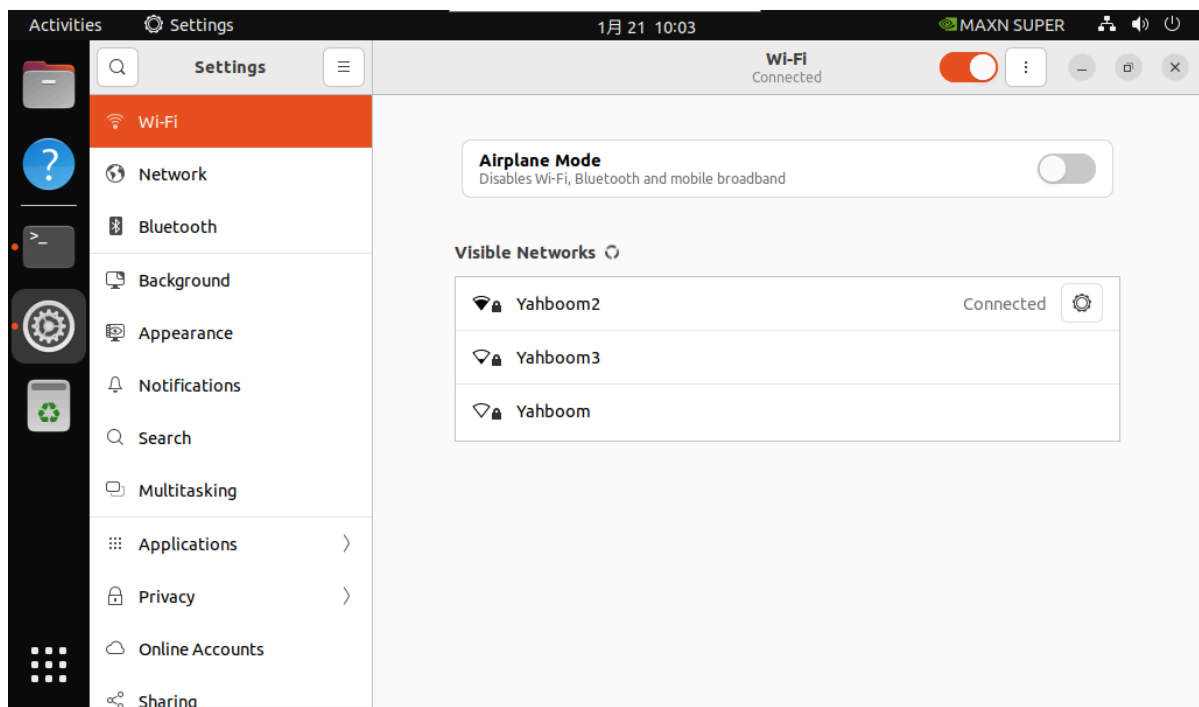 Activities Settings 1月 21 10:03 MAXN SUPER
Settings
Wi-Fi
Connected
Wi-Fi
Network
Bluetooth
Background
Appearance
Notifications
Search
Multitasking
Applications
Privacy
Online Accounts
Sharing
Airplane Mode
Disables Wi-Fi, Bluetooth and mobile broadband
Visible Networks
Yahboom2 Connected
Yahboom3
Yahboom